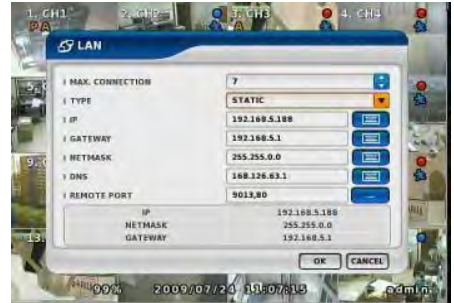 1. CH1
2. CH2
3. CH3
4. CH4
LAN
MAX. CONNECTION 7
TYPE STATIC
IP 192.168.5.188
GATEWAY 192.168.5.1
NETMASK 255.255.0.0
DNS 168.126.63.1
REMOTE PORT 9013,80
IP 192.168.5.188
NETMASK 255.255.0.0
GATEWAY 192.168.5.1
OK CANCEL
99% 2009/07/24 11:07:15 admin